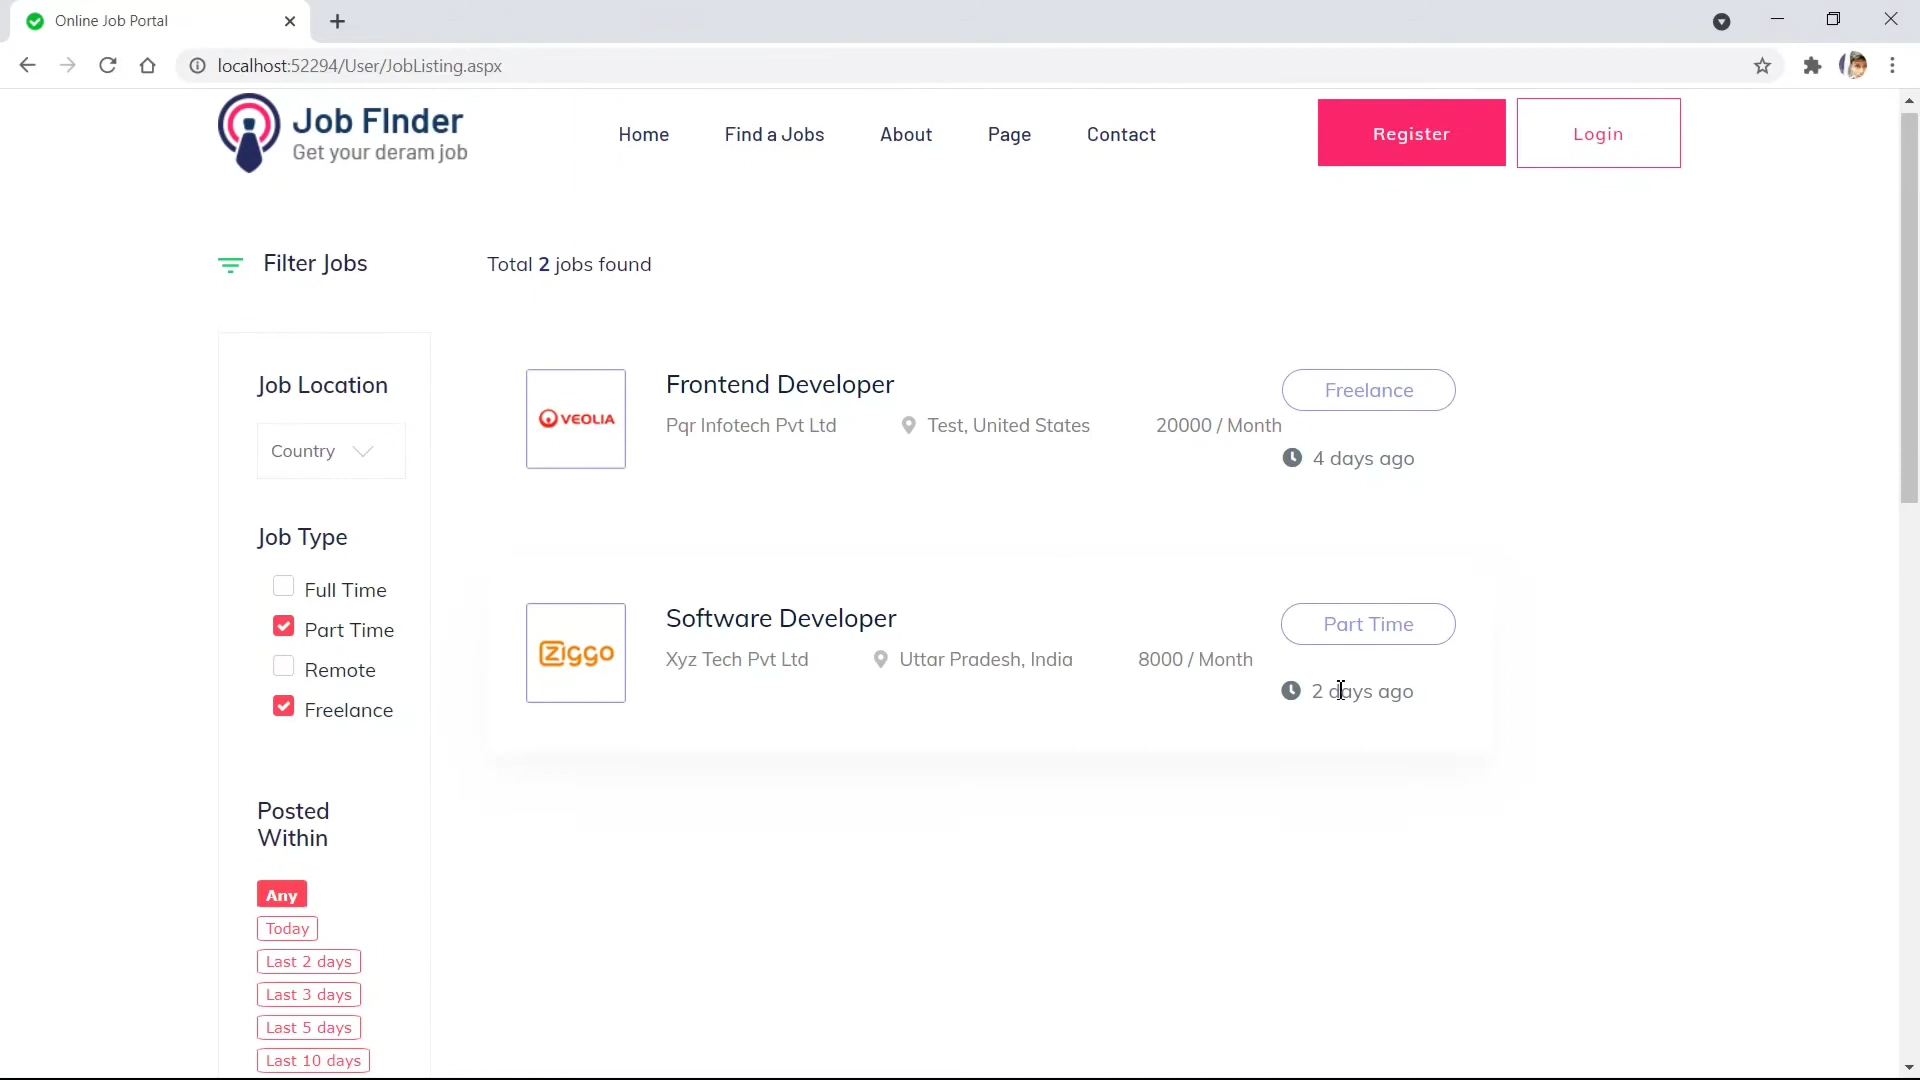 Online Job Portal
localhost:52294/User/JobListing.aspx
Job FInder
Get your deram job
Home Find a Jobs About Page Contact Register Login
Filter Jobs
Total 2 jobs found
Job Location
Country
Job Type
Full Time
Part Time
Remote
Freelance
Posted
Within
Any
Today
Last 2 days
Last 3 days
Last 5 days
Last 10 days
VEOLIA
Frontend Developer
Pqr Infotech Pvt Ltd Test, United States 20000 / Month
Freelance
4 days ago
Ziggo
Software Developer
Xyz Tech Pvt Ltd Uttar Pradesh, India 8000 / Month
Part Time
2 days ago